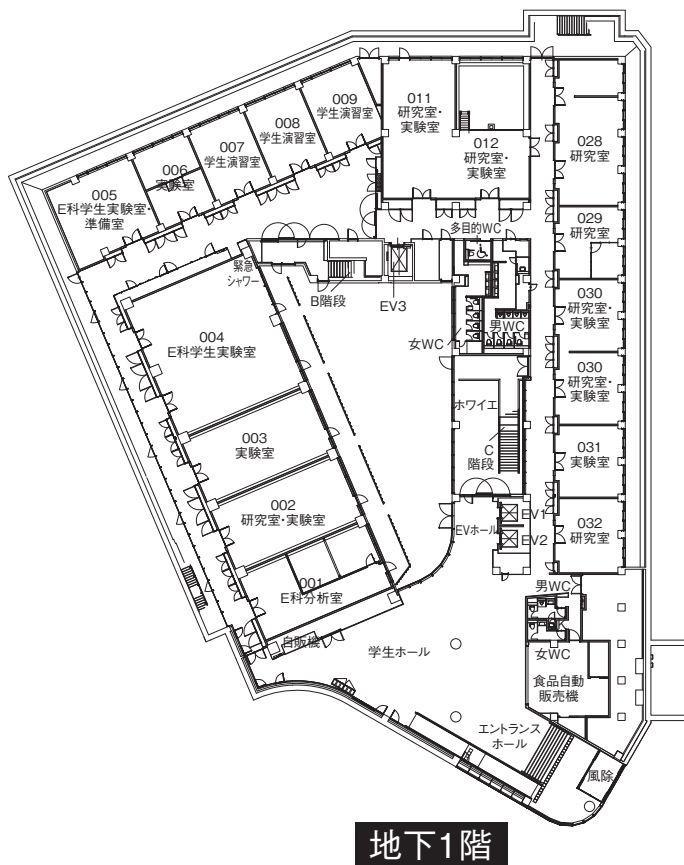 009
学生演習室
008
学生演習室
007
学生演習室
006
実験室
005
E科学生実験室・
準備室
011
研究室・
実験室
012
研究室・
実験室
028
研究室
029
研究室
030
研究室・
実験室
030
研究室・
実験室
031
実験室
032
研究室
多目的WC
緊急
シャワー
B階段
EV3
女WC
男WC
004
E科学生実験室
ホワイエ
C
階段
003
実験室
002
研究室・実験室
EVホール
EV1
EV2
001
E科分析室
男WC
自販機
学生ホール
女WC
食品自動
販売機
エントランス
ホール
風除
地下1階